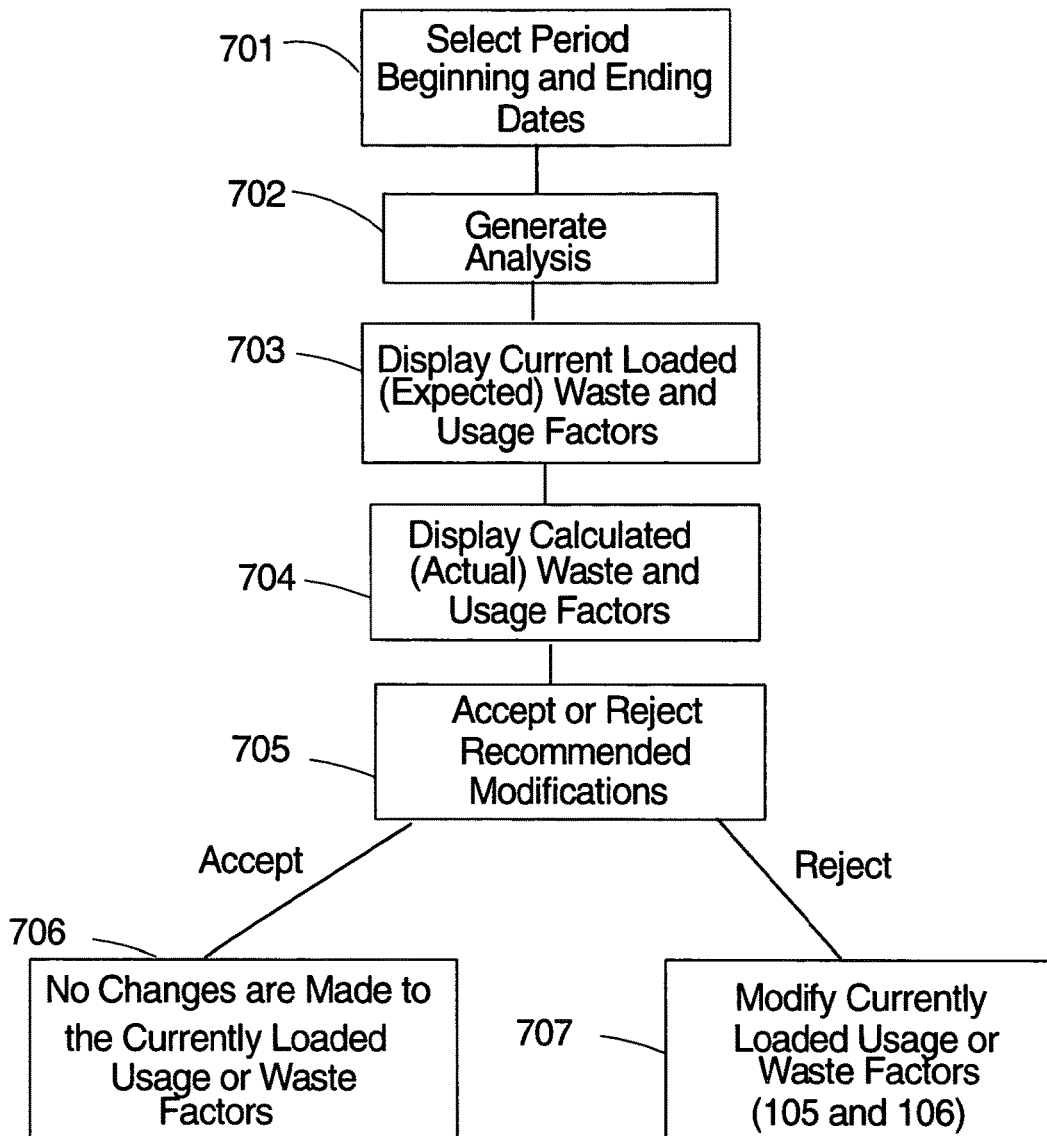 701
Select Period
Beginning and Ending
Dates
702
Generate
Analysis
703
Display Current Loaded
(Expected) Waste and
Usage Factors
704
Display Calculated
(Actual) Waste and
Usage Factors
705
Accept or Reject
Recommended
Modifications
Accept
Reject
706
No Changes are Made to
the Currently Loaded
Usage or Waste
Factors
707
Modify Currently
Loaded Usage or
Waste Factors
(105 and 106)